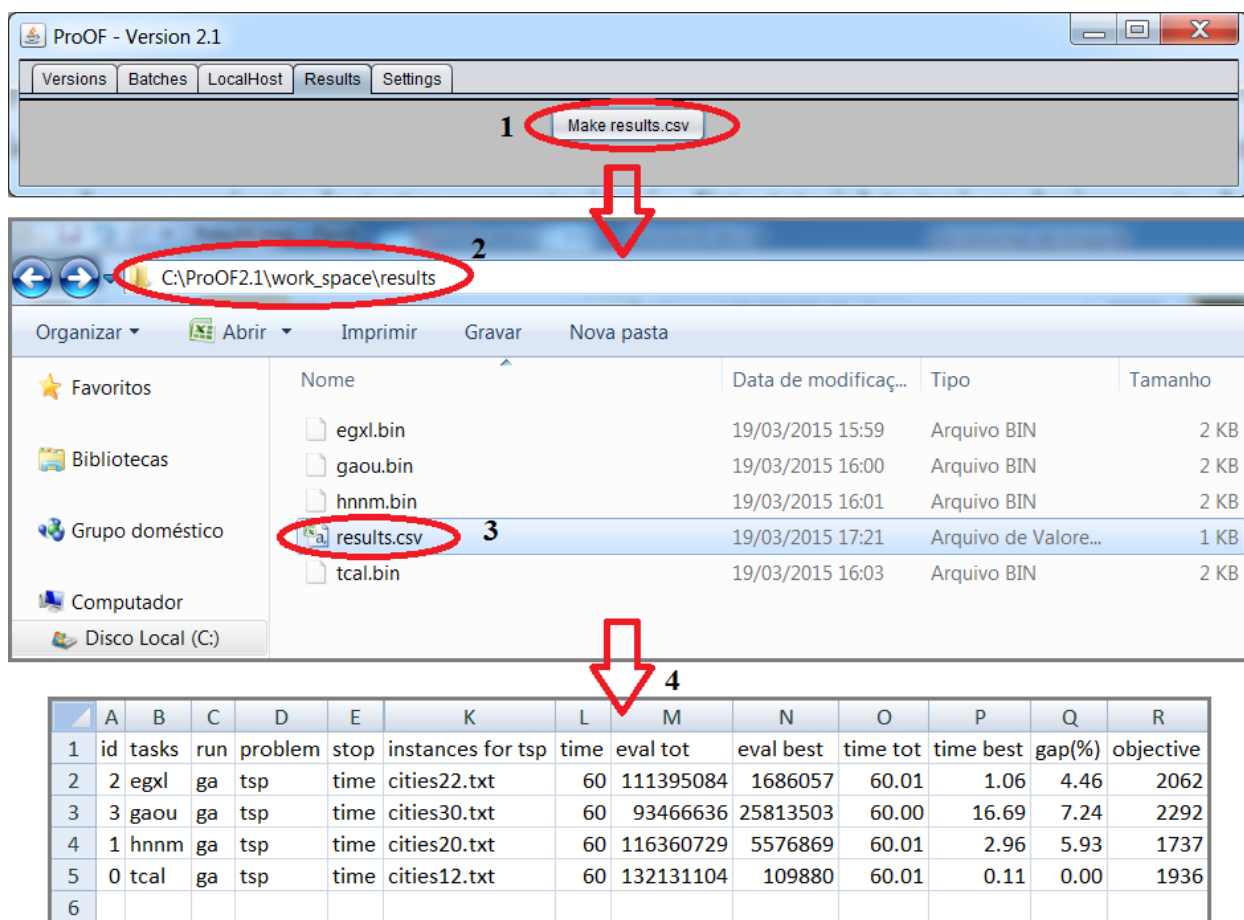 ProOF - Version 2.1
Versions Batches LocalHost Results Settings
1 Make results.csv
2
C:\ProOF2.1\work_space\results
Organizar Abrir Imprimir Gravar Nova pasta
Favoritos
Bibliotecas
Grupo doméstico
Computador
Disco Local (C:)
Nome Data de modificaç... Tipo Tamanho
egxl.bin 19/03/2015 15:59 Arquivo BIN 2 KB
gaou.bin 19/03/2015 16:00 Arquivo BIN 2 KB
hnnm.bin 19/03/2015 16:01 Arquivo BIN 2 KB
results.csv 3 19/03/2015 17:21 Arquivo de Valore... 1 KB
tcal.bin 19/03/2015 16:03 Arquivo BIN 2 KB
4
A B C D E K L M N O P Q R
1 id tasks run problem stop instances for tsp time eval tot eval best time tot time best gap(%) objective
2 2 egxl ga tsp time cities22.txt 60 111395084 1686057 60.01 1.06 4.46 2062
3 3 gaou ga tsp time cities30.txt 60 93466636 25813503 60.00 16.69 7.24 2292
4 1 hnnm ga tsp time cities20.txt 60 116360729 5576869 60.01 2.96 5.93 1737
5 0 tcal ga tsp time cities12.txt 60 132131104 109880 60.01 0.11 0.00 1936
6